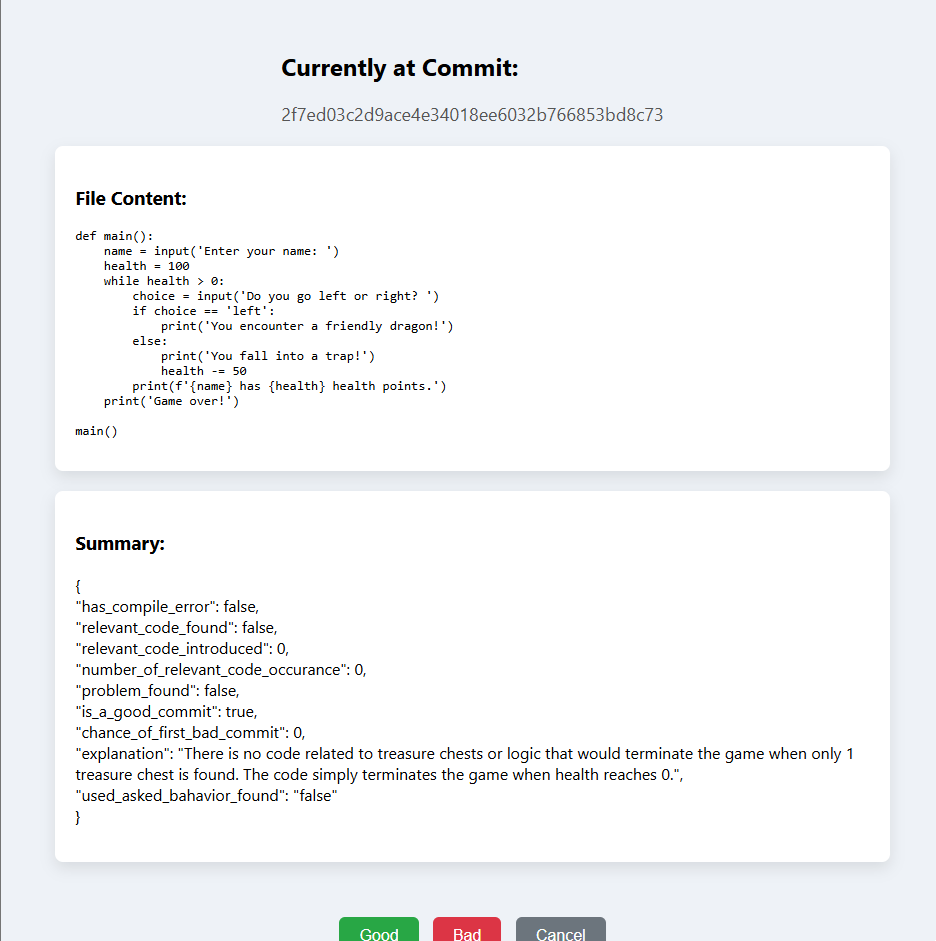 Currently at Commit:
2f7ed03c2d9ace4e34018ee6032b766853bd8c73
File Content:
def main():
    name = input('Enter your name: ')
    health = 100
    while health > 0:
        choice = input('Do you go left or right? ')
        if choice == 'left':
            print('You encounter a friendly dragon!')
        else:
            print('You fall into a trap!')
            health -= 50
        print(f'{name} has {health} health points.')
    print('Game over!')
main()
Summary:
{
"has_compile_error": false,
"relevant_code_found": false,
"relevant_code_introduced": 0,
"number_of_relevant_code_occurance": 0,
"problem_found": false,
"is_a_good_commit": true,
"chance_of_first_bad_commit": 0,
"explanation": "There is no code related to treasure chests or logic that would terminate the game when only 1
treasure chest is found. The code simply terminates the game when health reaches 0.",
"used_asked_bahavior_found": "false"
}
Good
Bad
Cancel